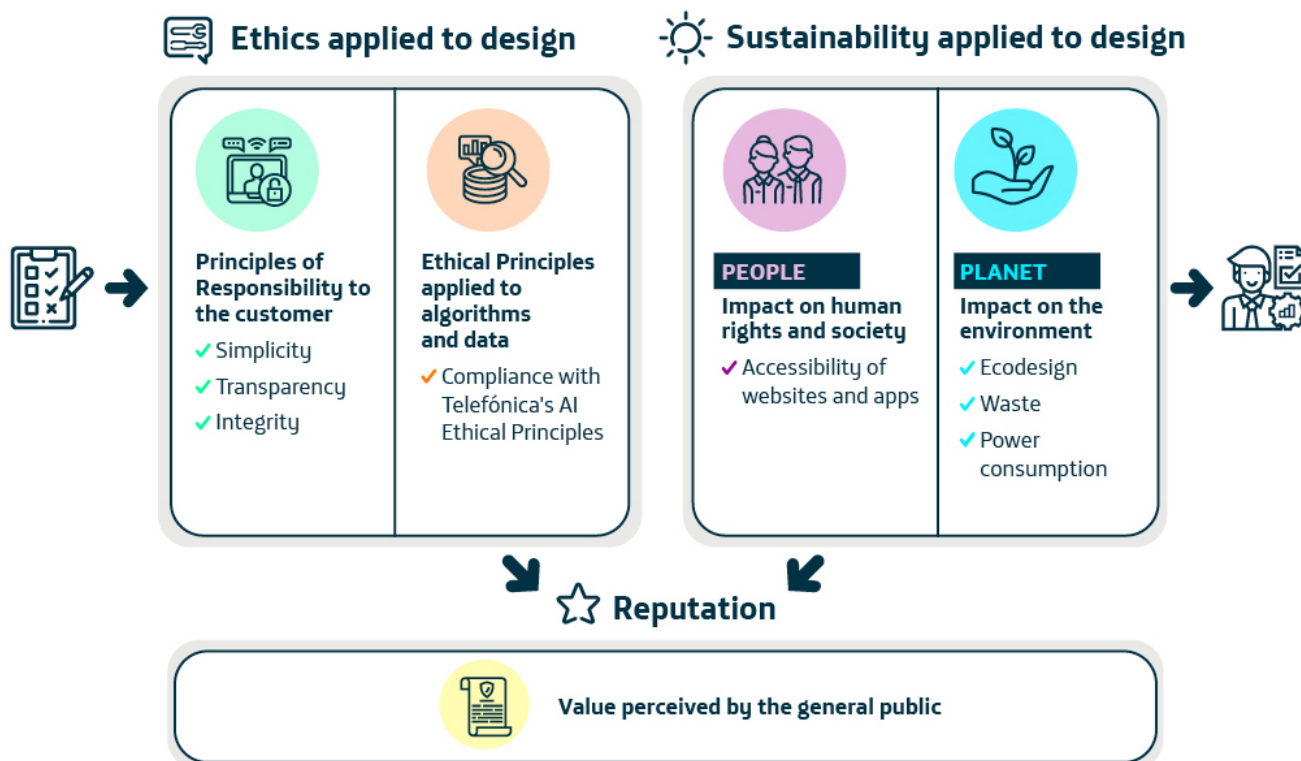 Ethics applied to design
Sustainability applied to design
Principles of
Responsibility to
the customer
Simplicity
Transparency
Integrity
Ethical Principles
applied to
algorithms
and data
Compliance with
Telefónica's AI
Ethical Principles
PEOPLE
Impact on human
rights and society
Accessibility of
websites and apps
PLANET
Impact on the
environment
Ecodesign
Waste
Power
consumption
Reputation
Value perceived by the general public